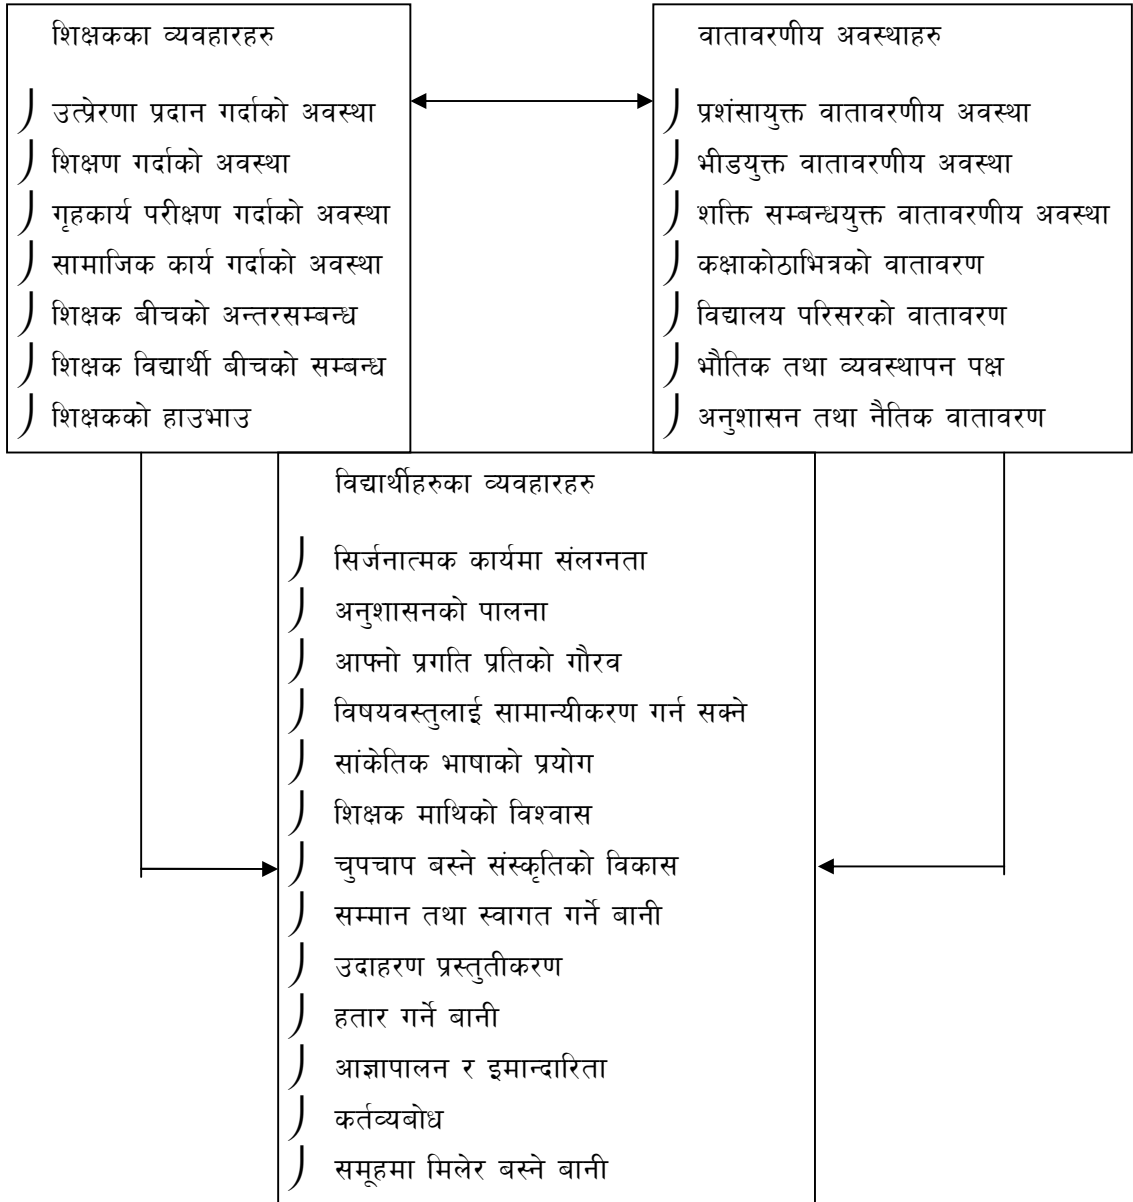 शिक्षकका व्यवहारहरु
उत्प्रेरणा प्रदान गर्दाको अवस्था
शिक्षण गर्दाको अवस्था
गृहकार्य परीक्षण गर्दाको अवस्था
सामाजिक कार्य गर्दाको अवस्था
शिक्षक बीचको अन्तरसम्बन्ध
शिक्षक विद्यार्थी बीचको सम्बन्ध
शिक्षकको हाउभाउ
वातावरणीय अवस्थाहरु
प्रशंसायुक्त वातावरणीय अवस्था
भीडयुक्त वातावरणीय अवस्था
शक्ति सम्बन्धयुक्त वातावरणीय अवस्था
कक्षाकोठाभित्रको वातावरण
विद्यालय परिसरको वातावरण
भौतिक तथा व्यवस्थापन पक्ष
अनुशासन तथा नैतिक वातावरण
विद्यार्थीहरुका व्यवहारहरु
सिर्जनात्मक कार्यमा संलग्नता
अनुशासनको पालना
आफ्नो प्रगति प्रतिको गौरव
विषयवस्तुलाई सामान्यीकरण गर्न सक्ने
सांकेतिक भाषाको प्रयोग
शिक्षक माथिको विश्वास
चुपचाप बस्ने संस्कृतिको विकास
सम्मान तथा स्वागत गर्ने बानी
उदाहरण प्रस्तुतीकरण
हतार गर्ने बानी
आज्ञापालन र इमान्दारिता
कर्तव्यबोध
समूहमा मिलेर बस्ने बानी